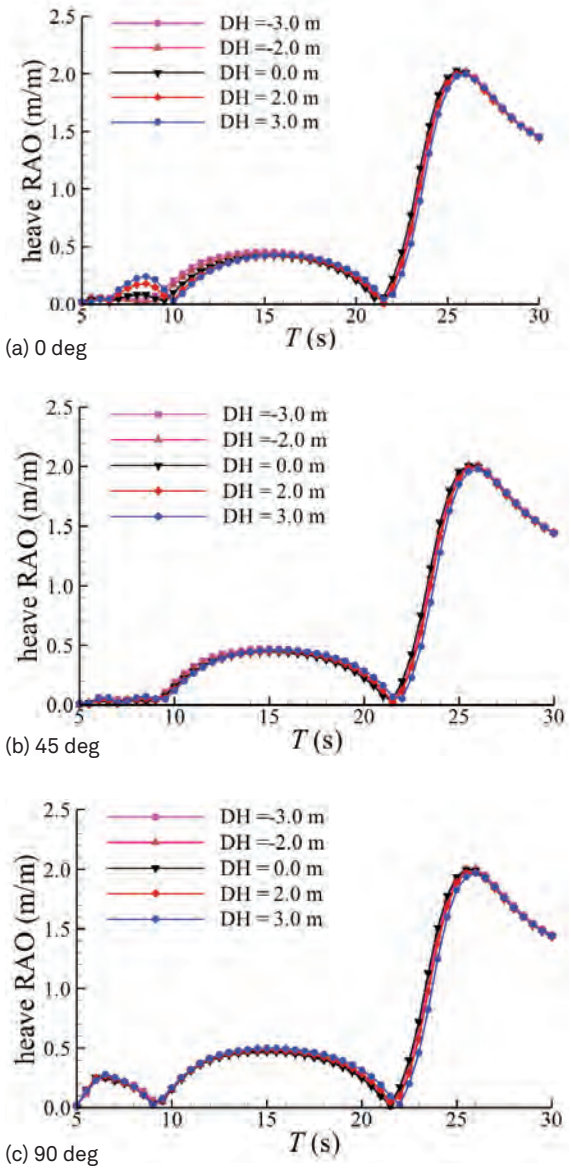 2.5
DH =-3.0 m
DH =-2.0 m
DH = 0.0 m
DH = 2.0 m
DH = 3.0 m
2.0
1.5
1.0
0.5
0.0
heave RAO (m/m)
5 10 15 20 25 30
T (s)
(a) 0 deg
2.5
DH =-3.0 m
DH =-2.0 m
DH = 0.0 m
DH = 2.0 m
DH = 3.0 m
2.0
1.5
1.0
0.5
0.0
heave RAO (m/m)
5 10 15 20 25 30
T (s)
(b) 45 deg
2.5
DH =-3.0 m
DH =-2.0 m
DH = 0.0 m
DH = 2.0 m
DH = 3.0 m
2.0
1.5
1.0
0.5
0.0
heave RAO (m/m)
5 10 15 20 25 30
T (s)
(c) 90 deg